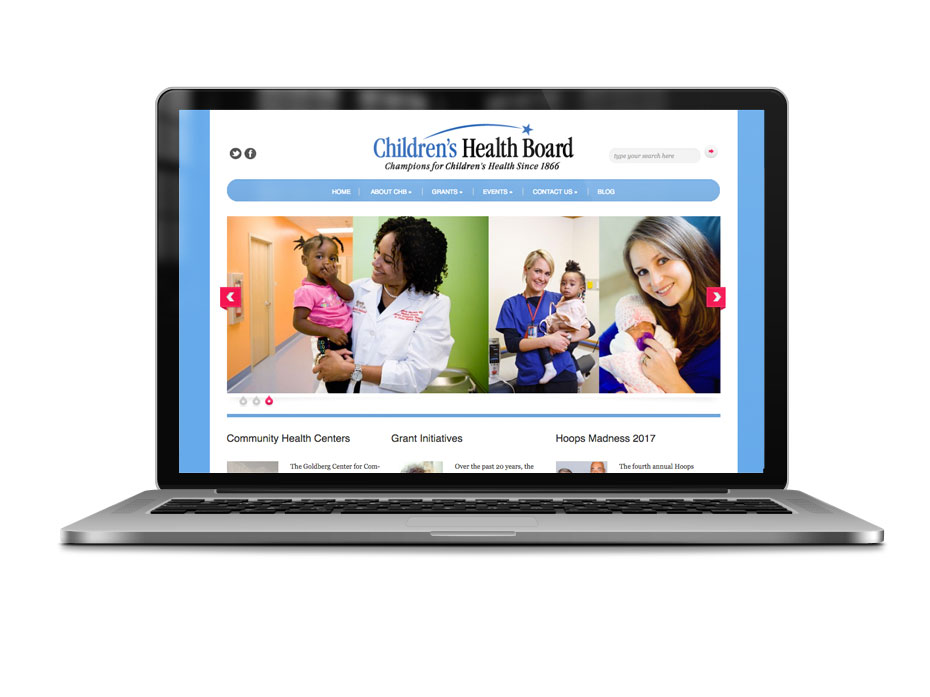 Children's Health Board
Champions for Children's Health Since 1866
type your search here
HOME
ABOUT CHB
GRANTS
EVENTS
CONTACT US
BLOG
Community Health Centers
Grant Initiatives
Hoops Madness 2017
The Goldberg Center for Com-
Over the past 20 years, the
The fourth annual Hoops